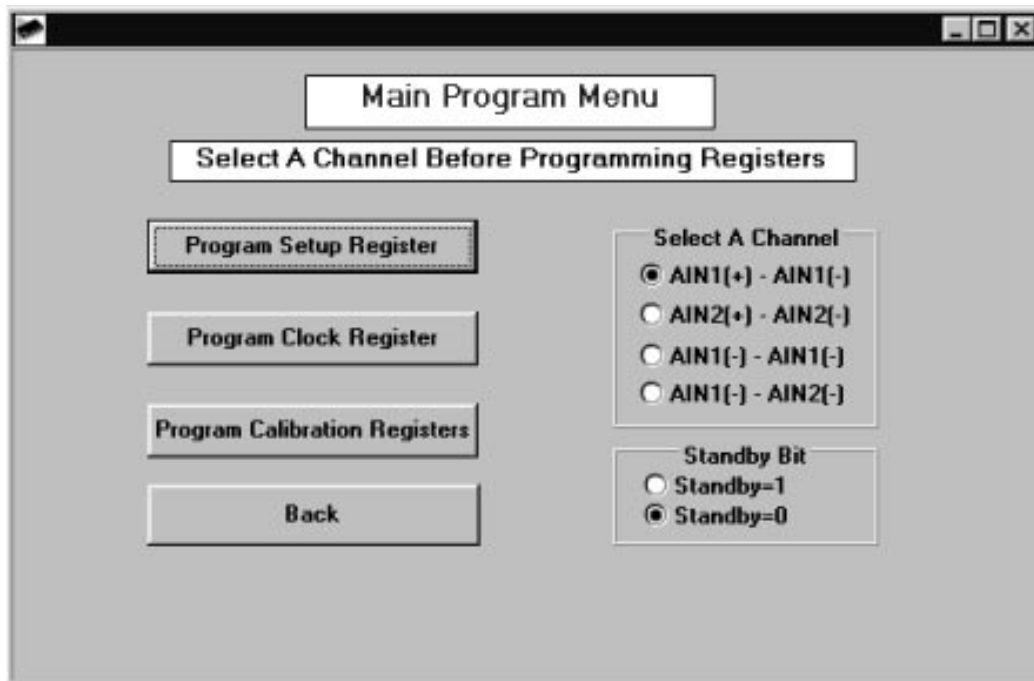 Main Program Menu
Select A Channel Before Programming Registers
Program Setup Register
Program Clock Register
Program Calibration Registers
Back
Select A Channel
AIN1(+) - AIN1(-)
AIN2(+) - AIN2(-)
AIN1(-) - AIN1(-)
AIN1(-) - AIN2(-)
Standby Bit
Standby=1
Standby=0